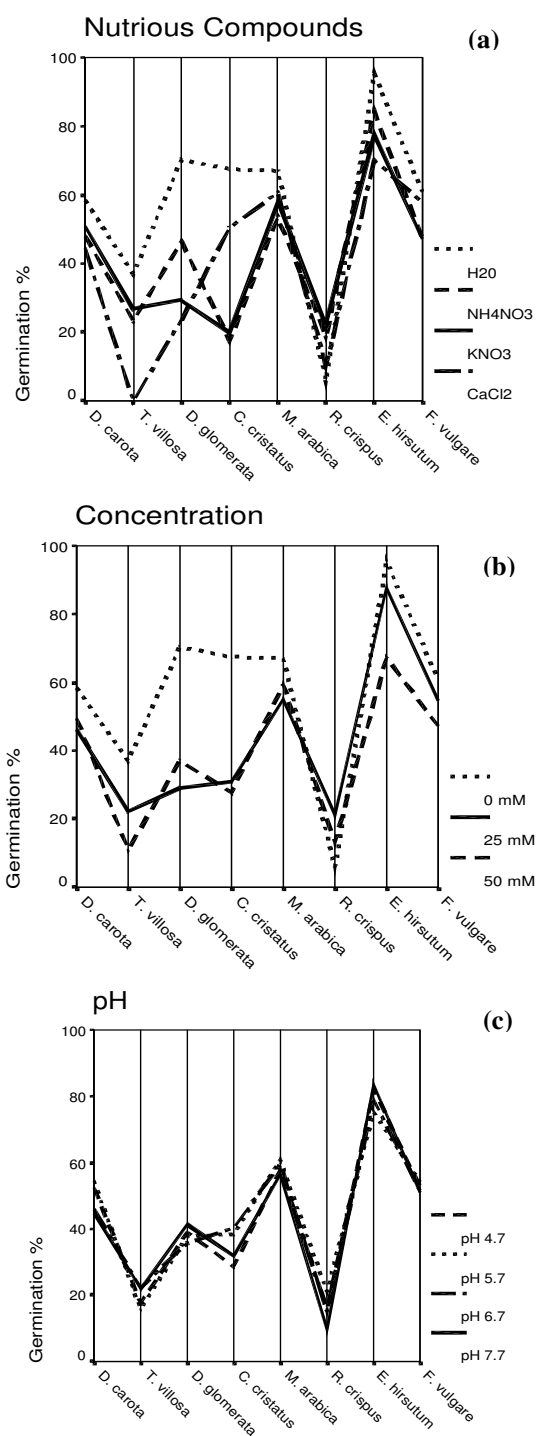 Nutrious Compounds
(a)
100
80
60
40
20
0
Germination %
H20
NH4NO3
KNO3
CaCl2
D. carota
T. villosa
D. glomerata
C. cristatus
M. arabica
R. crispus
E. hirsutum
F. vulgare
Concentration
(b)
100
80
60
40
20
0
Germination %
0 mM
25 mM
50 mM
D. carota
T. villosa
D. glomerata
C. cristatus
M. arabica
R. crispus
E. hirsutum
F. vulgare
pH
(c)
100
80
60
40
20
0
Germination %
pH 4.7
pH 5.7
pH 6.7
pH 7.7
D. carota
T. villosa
D. glomerata
C. cristatus
M. arabica
R. crispus
E. hirsutum
F. vulgare